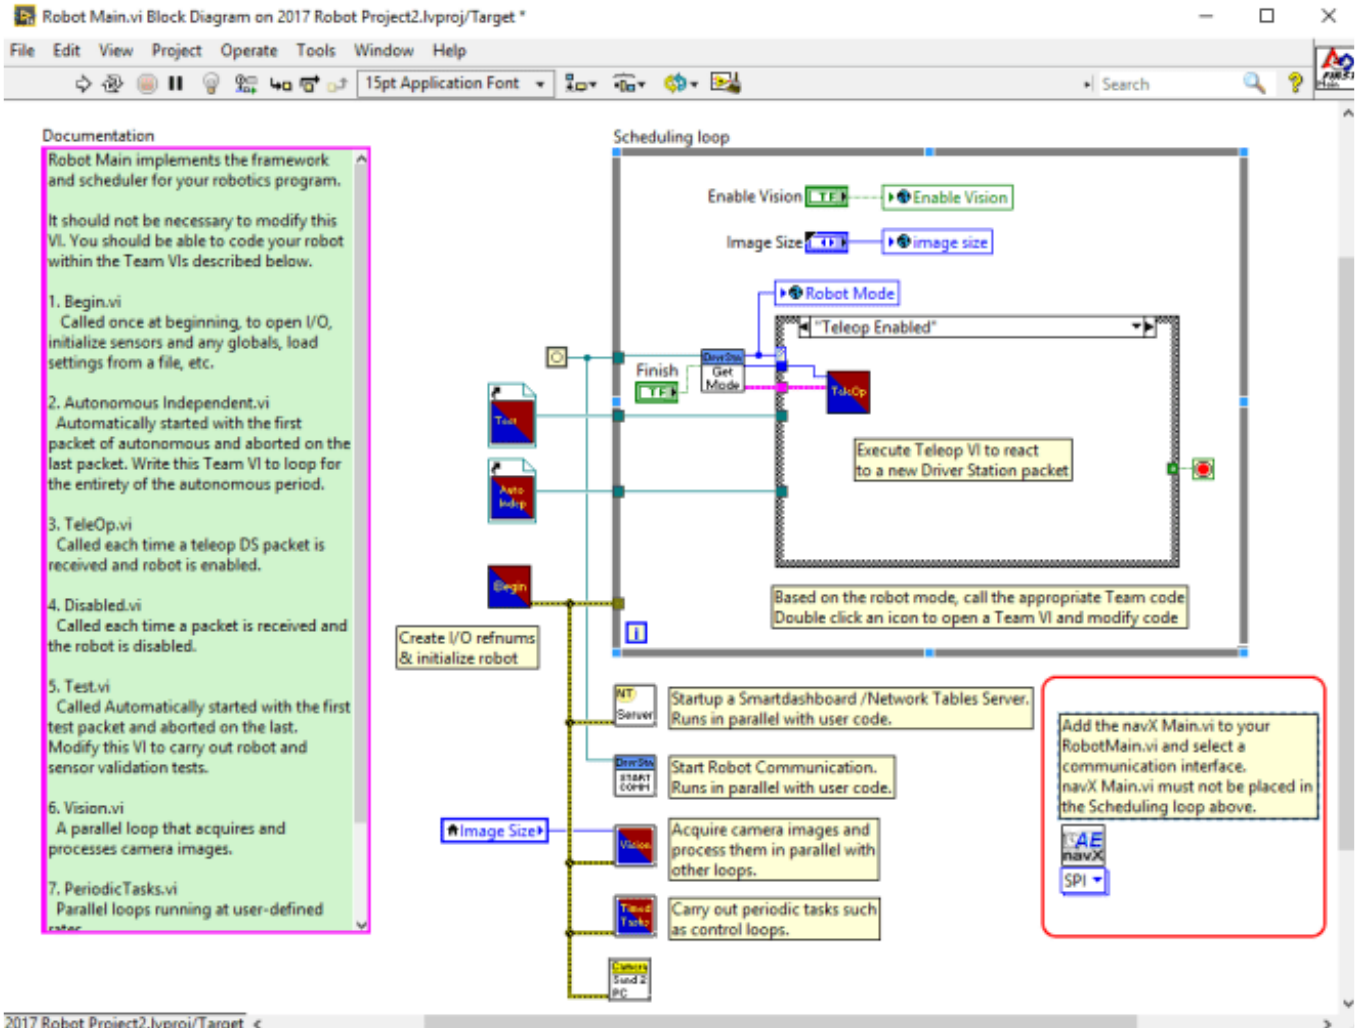 Robot Main.vi Block Diagram on 2017 Robot Project2.lvproj/Target *
File Edit View Project Operate Tools Window Help
15pt Application Font
Search
FIRST
Main
Documentation
Robot Main implements the framework
and scheduler for your robotics program.
It should not be necessary to modify this
VI. You should be able to code your robot
within the Team VIs described below.
1. Begin.vi
Called once at beginning, to open I/O,
initialize sensors and any globals, load
settings from a file, etc.
2. Autonomous Independent.vi
Automatically started with the first
packet of autonomous and aborted on the
last packet. Write this Team VI to loop for
the entirety of the autonomous period.
3. TeleOp.vi
Called each time a teleop DS packet is
received and robot is enabled.
4. Disabled.vi
Called each time a packet is received and
the robot is disabled.
5. Test.vi
Called Automatically started with the first
test packet and aborted on the last.
Modify this VI to carry out robot and
sensor validation tests.
6. Vision.vi
A parallel loop that acquires and
processes camera images.
7. PeriodicTasks.vi
Parallel loops running at user-defined
rates
Scheduling loop
Enable Vision
TF
Enable Vision
Image Size
image size
Robot Mode
"Teleop Enabled"
Finish
TF
DriverSta
Get
Mode
TeleOp
Execute Teleop VI to react
to a new Driver Station packet
Test
Auto
Indep
Begin
Create I/O refnums
& initialize robot
i
Based on the robot mode, call the appropriate Team code
Double click an icon to open a Team VI and modify code
NT
Server
Startup a Smartdashboard /Network Tables Server.
Runs in parallel with user code.
DriverSta
START
COMM
Start Robot Communication.
Runs in parallel with user code.
Image Size
Vision
Acquire camera images and
process them in parallel with
other loops.
Timed
Tasks
Carry out periodic tasks such
as control loops.
Camera
Send 2
PC
Add the navX Main.vi to your
RobotMain.vi and select a
communication interface.
navX Main.vi must not be placed in
the Scheduling loop above.
AE
navX
SPI
2017 Robot Project2.lvproj/Target